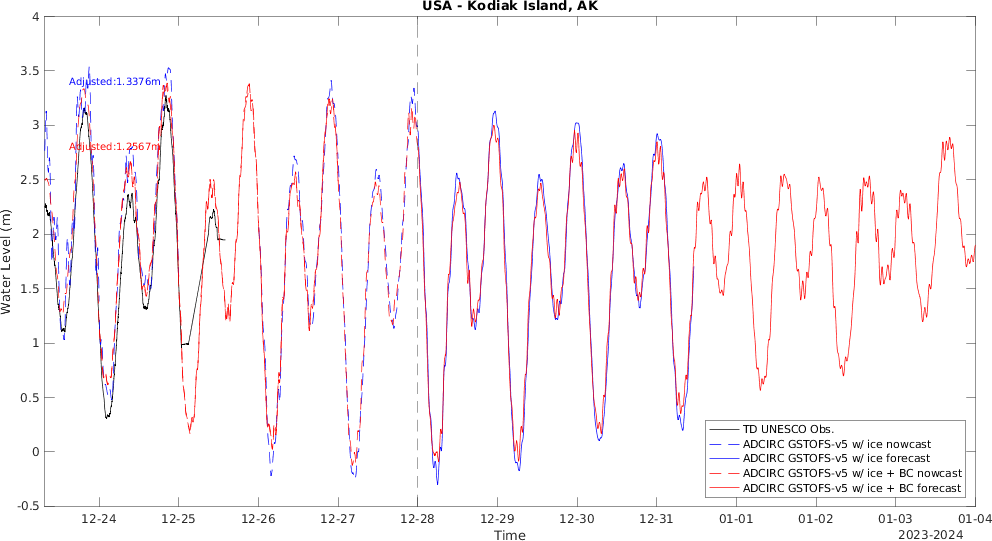 USA - Kodiak Island, AK
4
3.5
3
2.5
2
1.5
1
0.5
0
-0.5
Water Level (m)
Adjusted:1.3376m
Adjusted:1.2567m
TD UNESCO Obs.
ADCIRC GSTOFS-v5 w/ ice nowcast
ADCIRC GSTOFS-v5 w/ ice forecast
ADCIRC GSTOFS-v5 w/ ice + BC nowcast
ADCIRC GSTOFS-v5 w/ ice + BC forecast
12-24 12-25 12-26 12-27 12-28 12-29 12-30 12-31 01-01 01-02 01-03 01-04
Time
2023-2024